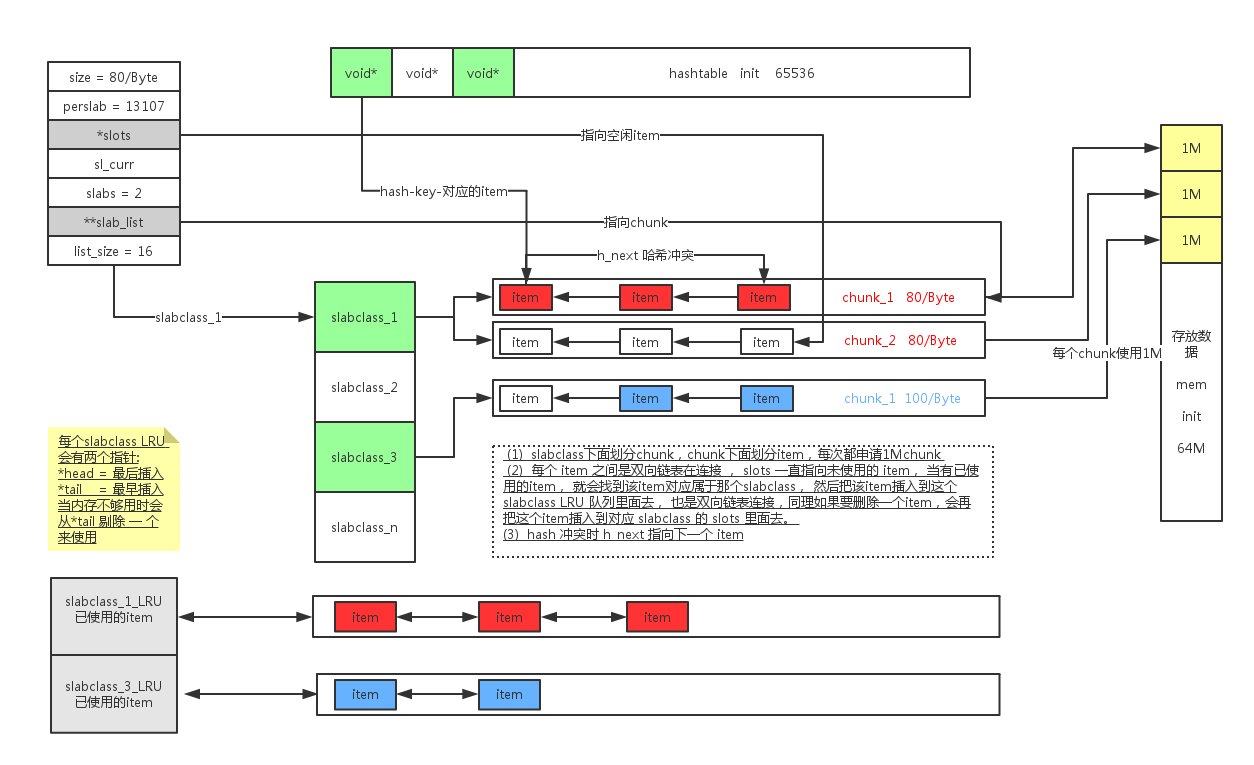 void*
void*
void*
hashtable init 65536
size = 80/Byte
perslab = 13107
*slots
sl_curr
slabs = 2
**slab_list
list_size = 16
指向空闲item
hash-key-对应的item
指向chunk
h_next 哈希冲突
1M
1M
1M
存放数
据
mem
init
64M
slabclass_1
slabclass_1
slabclass_2
slabclass_3
slabclass_n
item
item
item
chunk_1 80/Byte
item
item
item
chunk_2 80/Byte
每个chunk使用1M
item
item
item
chunk_1 100/Byte
每个slabclass LRU
会有两个指针:
*head = 最后插入
*tail = 最早插入
当内存不够用时会
从*tail 剔除 一 个
来使用
(1) slabclass下面划分chunk，chunk下面划分item，每次都申请1Mchunk
(2) 每个 item 之间是双向链表在连接 ， slots 一直指向未使用的 item， 当有已使
用的item， 就会找到该item对应属于那个slabclass， 然后把该item插入到这个
slabclass LRU 队列里面去， 也是双向链表连接，同理如果要删除一个item，会再
把这个item插入到对应 slabclass 的 slots 里面去。
(3) hash 冲突时 h_next 指向下一个 item
slabclass_1_LRU
已使用的item
item
item
item
slabclass_3_LRU
已使用的item
item
item